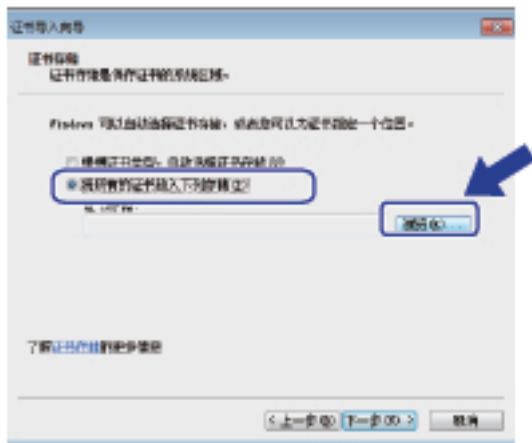 证书导入向导
证书存储
证书存储是保存证书的系统区域。
Windows 可以自动选择证书存储，或者您可以为证书指定一个位置。
根据证书类型，自动选择证书存储(U)
将所有的证书放入下列存储(P)
证书存储：
浏览(R)...
了解证书存储的更多信息
< 上一步(B) 下一步(N) > 取消